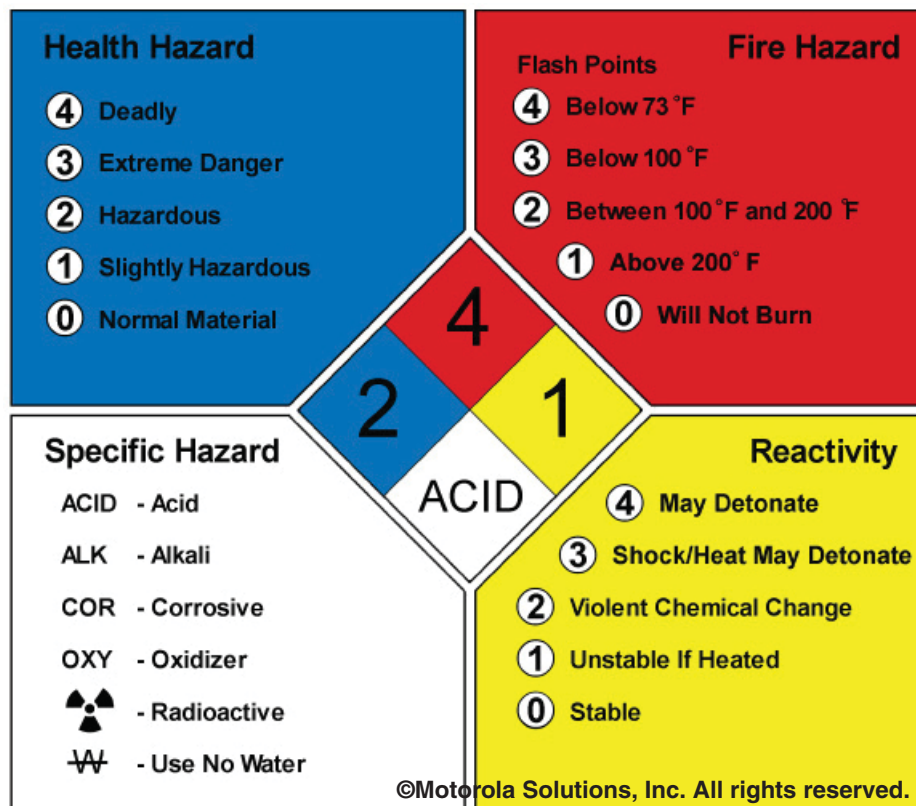 Health Hazard
4 Deadly
3 Extreme Danger
2 Hazardous
1 Slightly Hazardous
0 Normal Material
Fire Hazard
Flash Points
4 Below 73 °F
3 Below 100 °F
2 Between 100 °F and 200 °F
1 Above 200° F
0 Will Not Burn
4
2
1
ACID
Specific Hazard
ACID - Acid
ALK - Alkali
COR - Corrosive
OXY - Oxidizer
- Radioactive
W - Use No Water
Reactivity
4 May Detonate
3 Shock/Heat May Detonate
2 Violent Chemical Change
1 Unstable If Heated
0 Stable
©Motorola Solutions, Inc. All rights reserved.